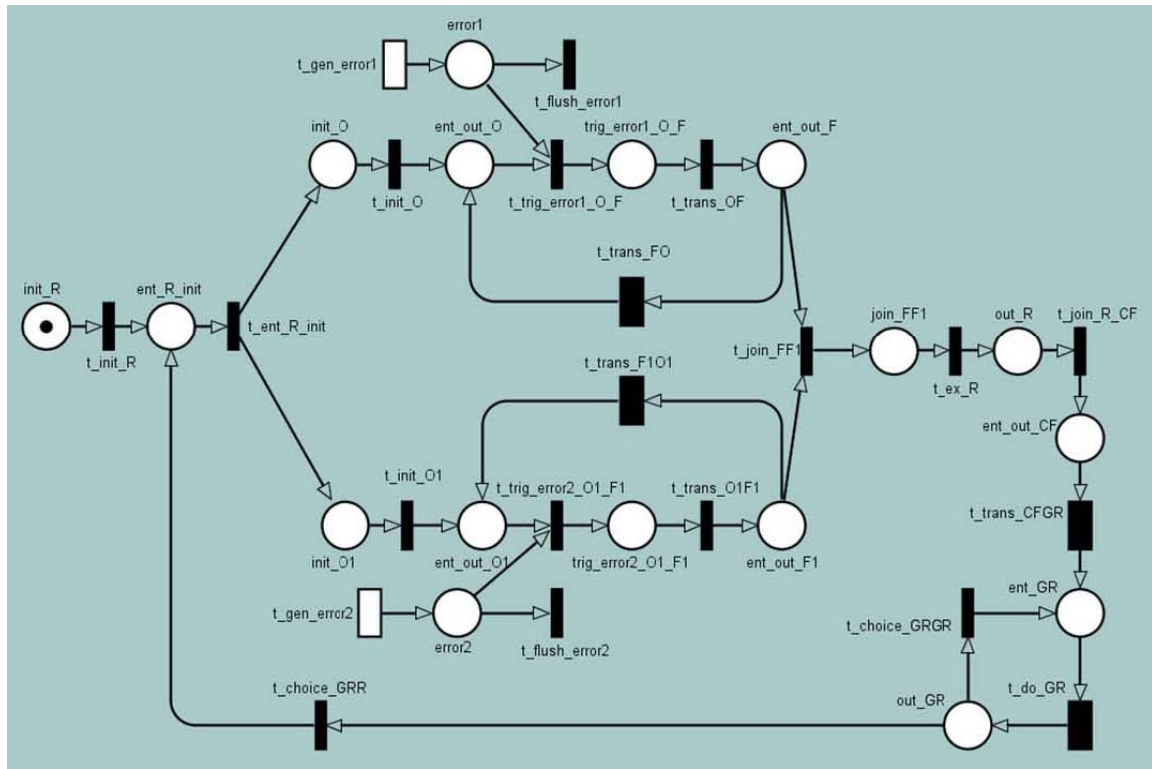 error1
t_gen_error1
t_flush_error1
init_O
ent_out_O
trig_error1_O_F
ent_out_F
t_init_O
t_trig_error1_O_F
t_trans_OF
t_trans_FO
init_R
ent_R_init
t_ent_R_init
t_init_R
t_join_FF1
join_FF1
out_R
t_join_R_CF
t_trans_F1O1
t_ex_R
ent_out_CF
t_init_O1
t_trig_error2_O1_F1
t_trans_O1F1
t_trans_CFGR
init_O1
ent_out_O1
trig_error2_O1_F1
ent_out_F1
ent_GR
t_gen_error2
t_choice_GRGR
error2
t_flush_error2
t_choice_GRR
out_GR
t_do_GR